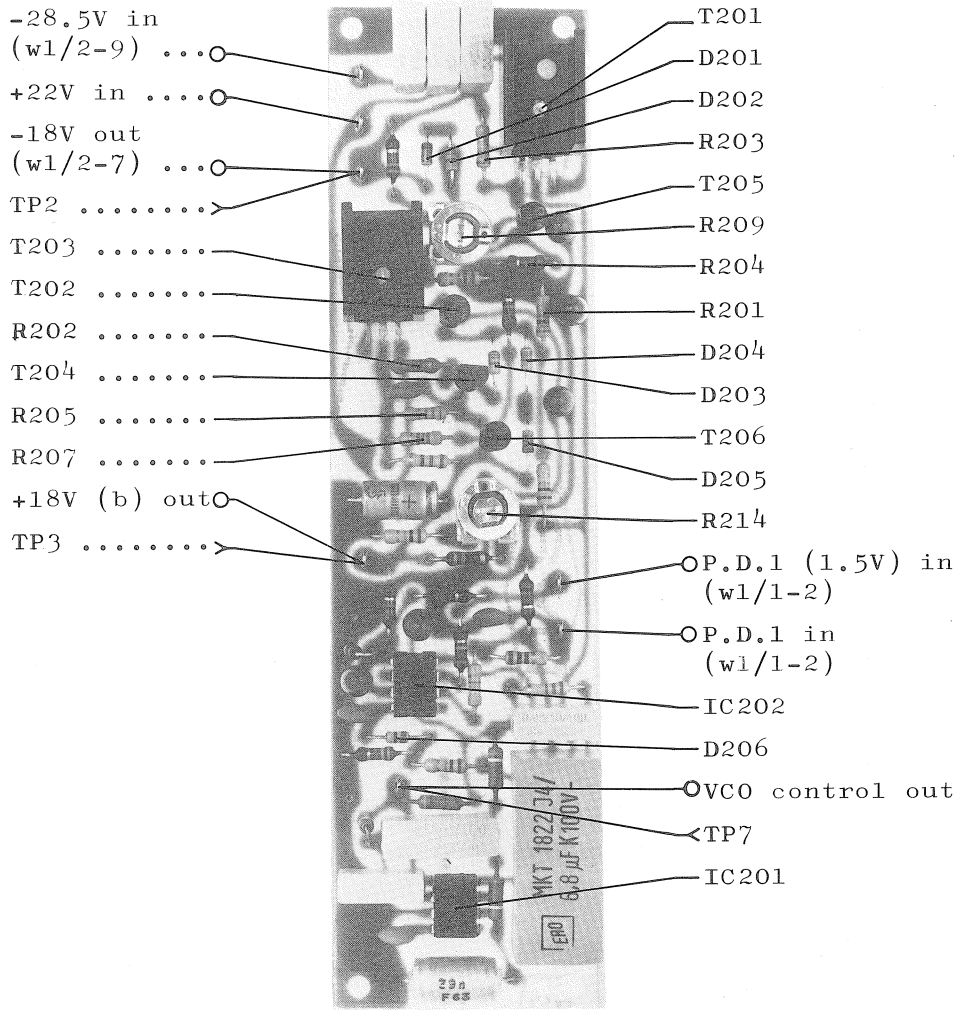 -28.5V in
(w1/2-9) ....
+22V in ....
-18V out
(w1/2-7) ....
TP2 ........
T203 .......
T202 .......
R202 .......
T204 .......
R205 .......
R207 .......
+18V (b) out
TP3 ........
T201
D201
D202
R203
T205
R209
R204
R201
D204
D203
T206
D205
R214
P.D.1 (1.5V) in
(w1/1-2)
P.D.1 in
(w1/1-2)
IC202
D206
VCO control out
TP7
IC201
+
MKT 1822
6,8 µF K100V-
ERO
F63